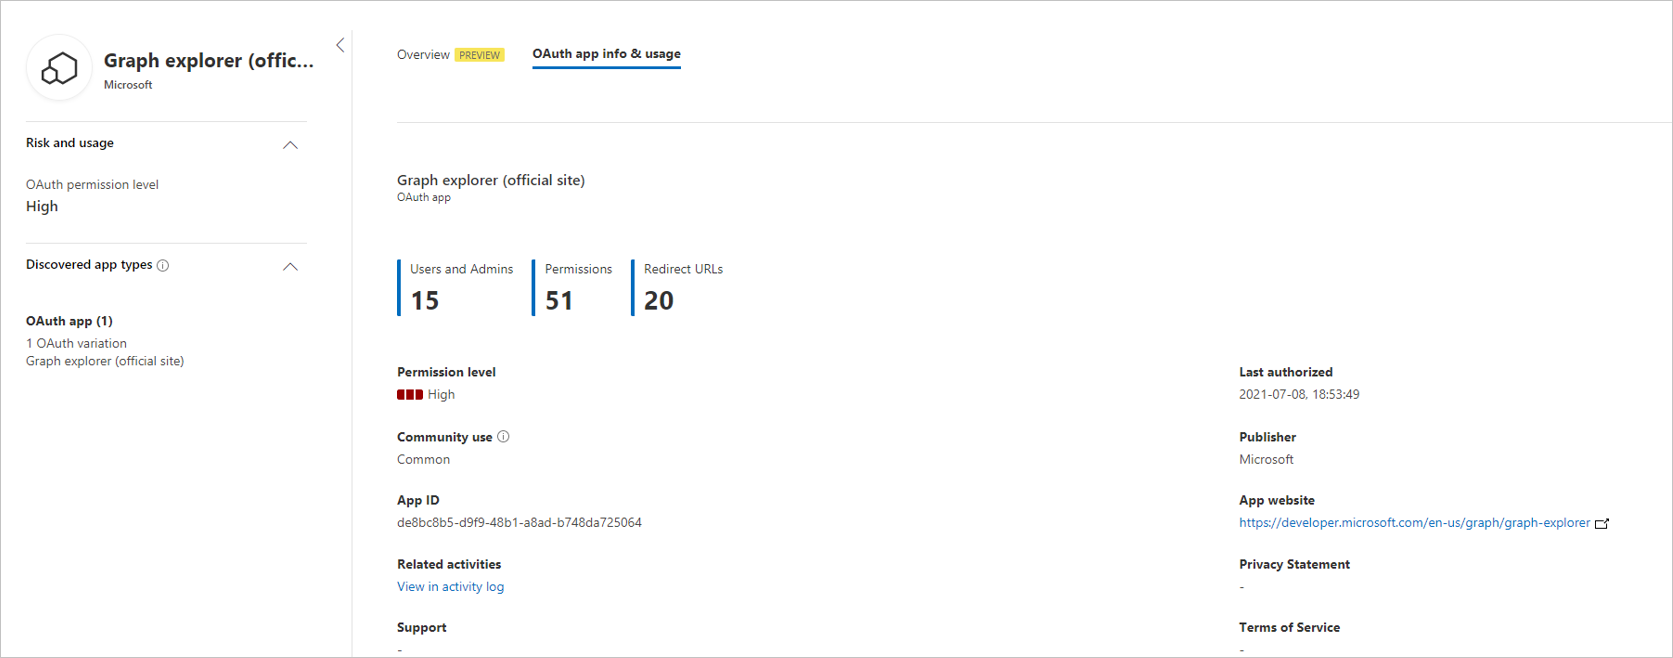 Graph explorer (offic...
Microsoft
Risk and usage
OAuth permission level
High
Discovered app types
OAuth app (1)
1 OAuth variation
Graph explorer (official site)
Overview PREVIEW
OAuth app info & usage
Graph explorer (official site)
OAuth app
Users and Admins
15
Permissions
51
Redirect URLs
20
Permission level
High
Last authorized
2021-07-08, 18:53:49
Community use
Common
Publisher
Microsoft
App ID
de8bc8b5-d9f9-48b1-a8ad-b748da725064
App website
https://developer.microsoft.com/en-us/graph/graph-explorer
Related activities
View in activity log
Privacy Statement
-
Support
-
Terms of Service
-